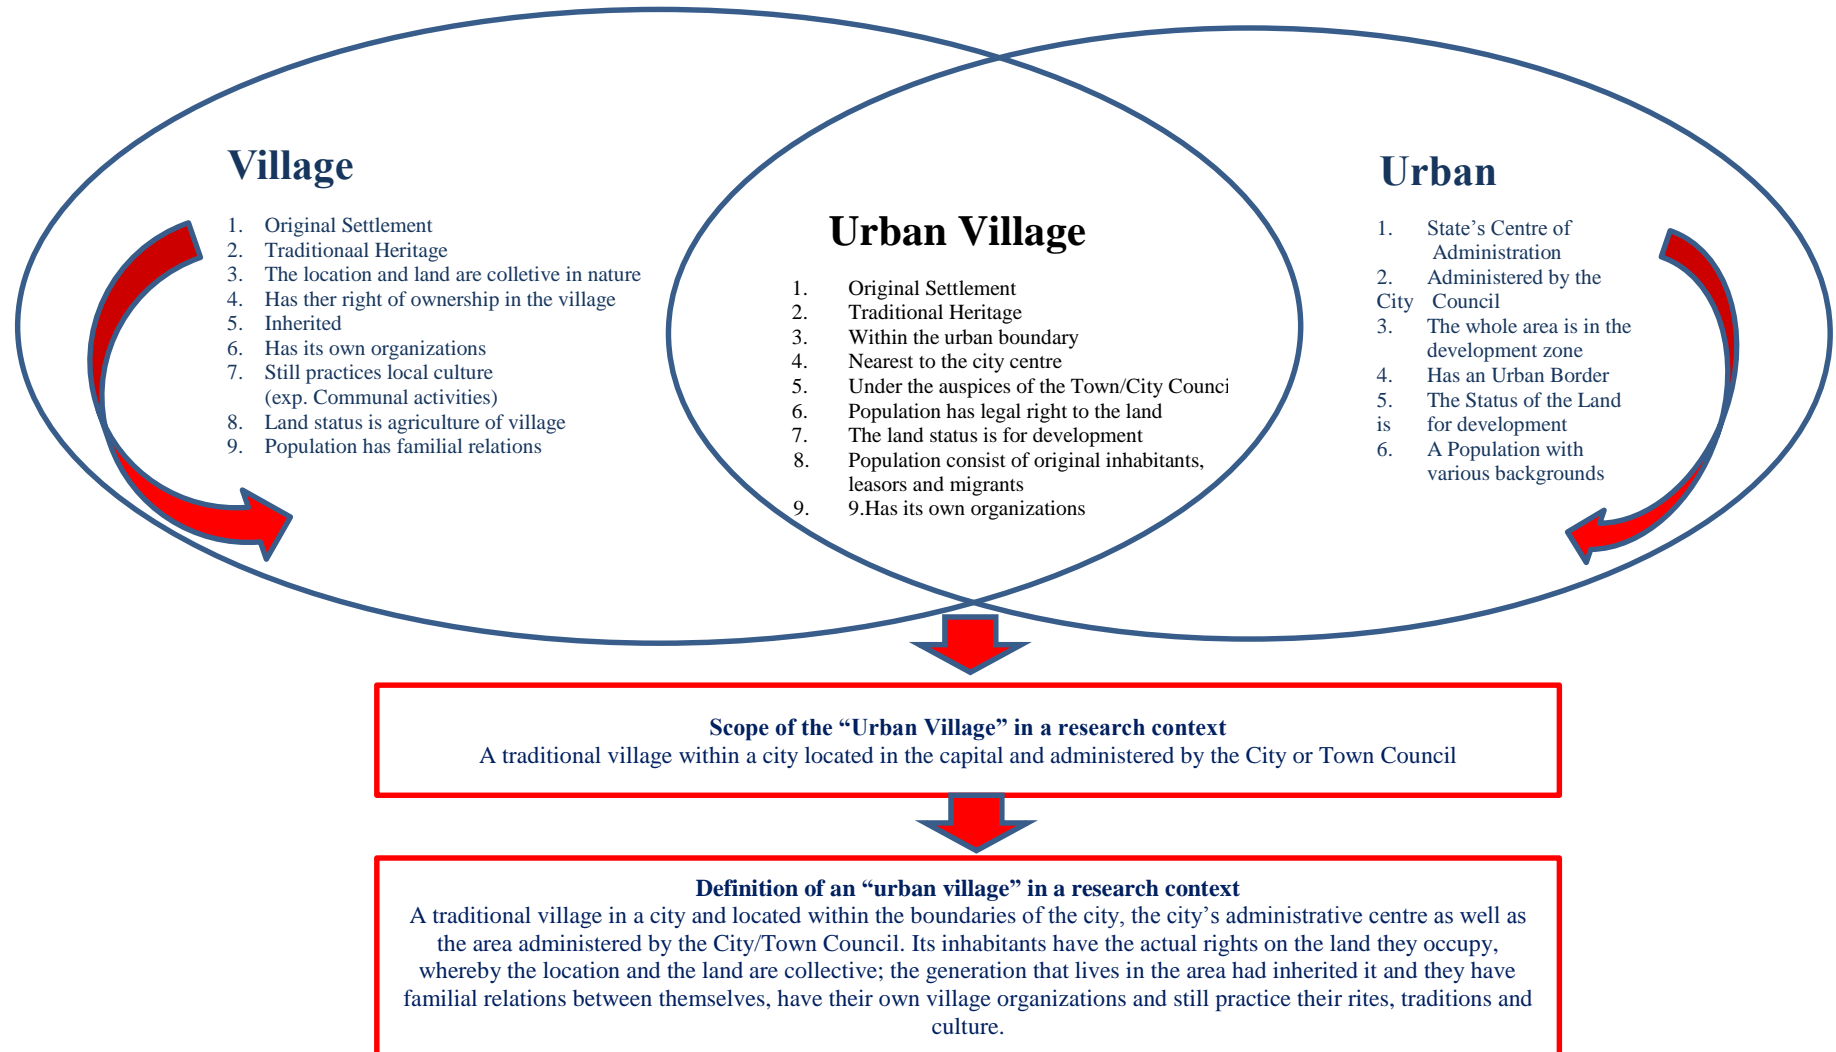 Village
1. Original Settlement
2. Traditionaal Heritage
3. The location and land are colletive in nature
4. Has ther right of ownership in the village
5. Inherited
6. Has its own organizations
7. Still practices local culture
(exp. Communal activities)
8. Land status is agriculture of village
9. Population has familial relations
Urban Village
1. Original Settlement
2. Traditional Heritage
3. Within the urban boundary
4. Nearest to the city centre
5. Under the auspices of the Town/City Counci
6. Population has legal right to the land
7. The land status is for development
8. Population consist of original inhabitants,
leasors and migrants
9. 9.Has its own organizations
Urban
1. State’s Centre of
Administration
2. Administered by the
City Council
3. The whole area is in the
development zone
4. Has an Urban Border
5. The Status of the Land
is for development
6. A Population with
various backgrounds
Scope of the “Urban Village” in a research context
A traditional village within a city located in the capital and administered by the City or Town Council
Definition of an “urban village” in a research context
A traditional village in a city and located within the boundaries of the city, the city’s administrative centre as well as
the area administered by the City/Town Council. Its inhabitants have the actual rights on the land they occupy,
whereby the location and the land are collective; the generation that lives in the area had inherited it and they have
familial relations between themselves, have their own village organizations and still practice their rites, traditions and
culture.